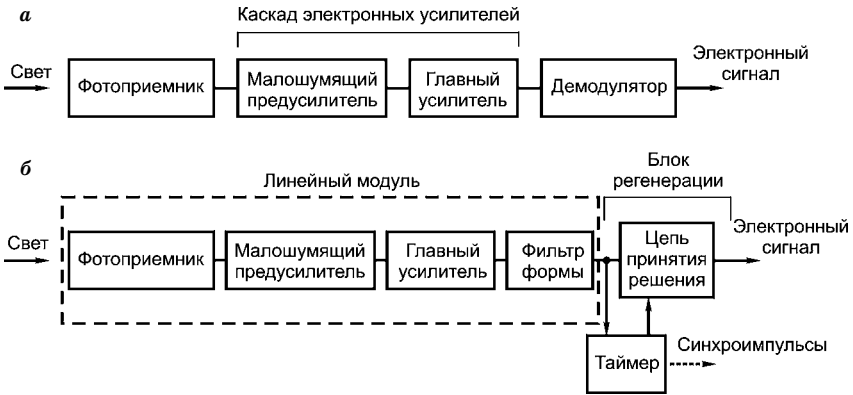 а
Каскад электронных усилителей
Свет
Фотоприемник
Малошумящий
предусилитель
Главный
усилитель
Демодулятор
Электронный
сигнал
б
Линейный модуль
Блок
регенерации
Свет
Фотоприемник
Малошумящий
предусилитель
Главный
усилитель
Фильтр
формы
Цепь
принятия
решения
Электронный
сигнал
Таймер
Синхроимпульсы